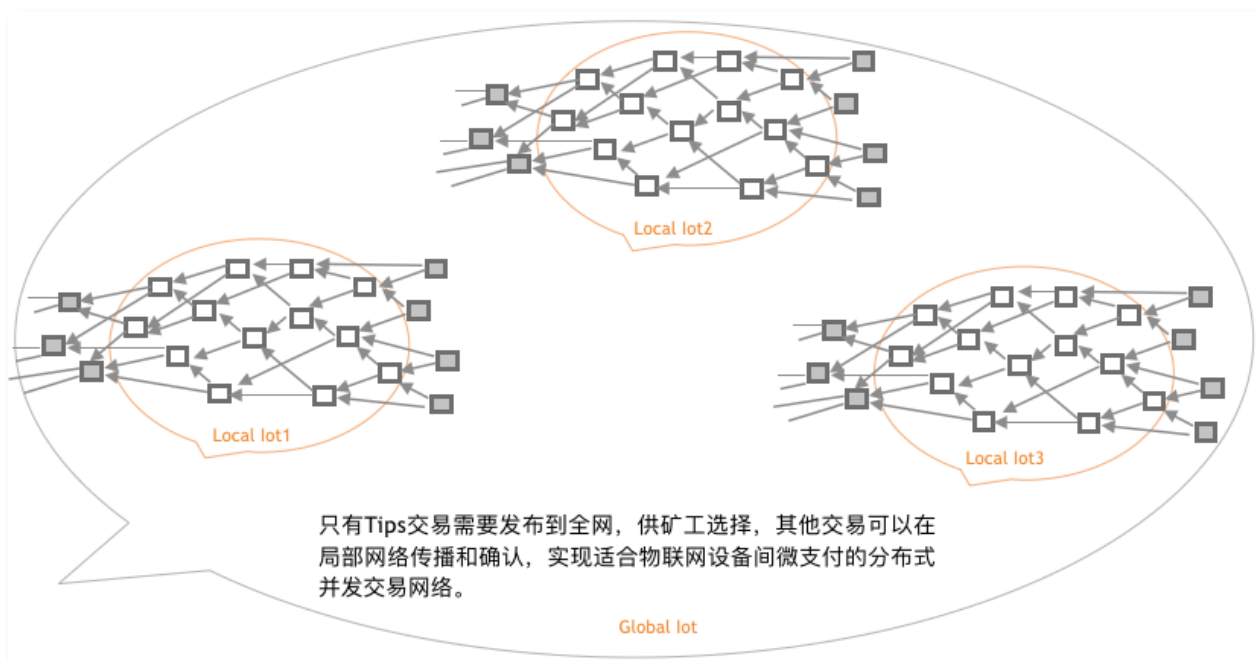 Local Iot2
Local Iot1
Local Iot3
只有Tips交易需要发布到全网，供矿工选择，其他交易可以在
局部网络传播和确认，实现适合物联网设备间微支付的分布式
并发交易网络。
Global Iot